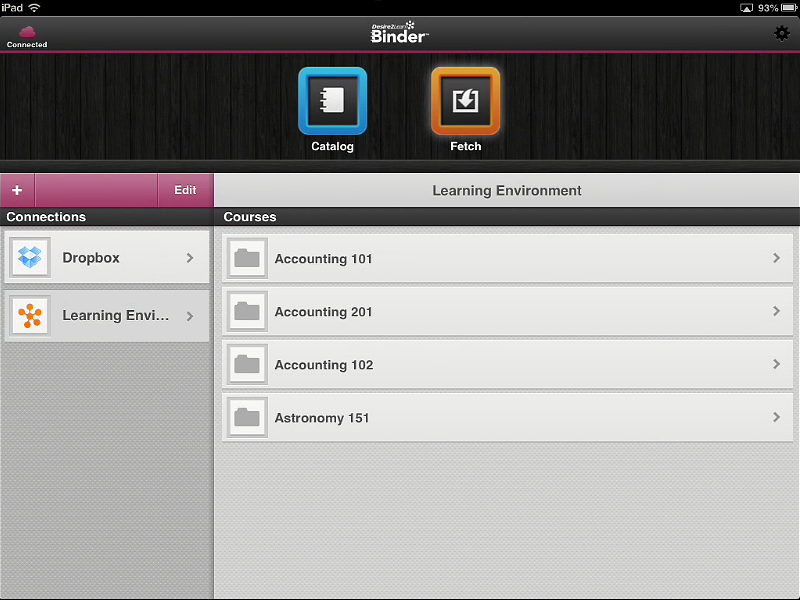 iPad
93%
Connected
Desire2Learn
Binder™
Catalog
Fetch
+
Edit
Learning Environment
Connections
Courses
Dropbox
Learning Envi...
Accounting 101
Accounting 201
Accounting 102
Astronomy 151